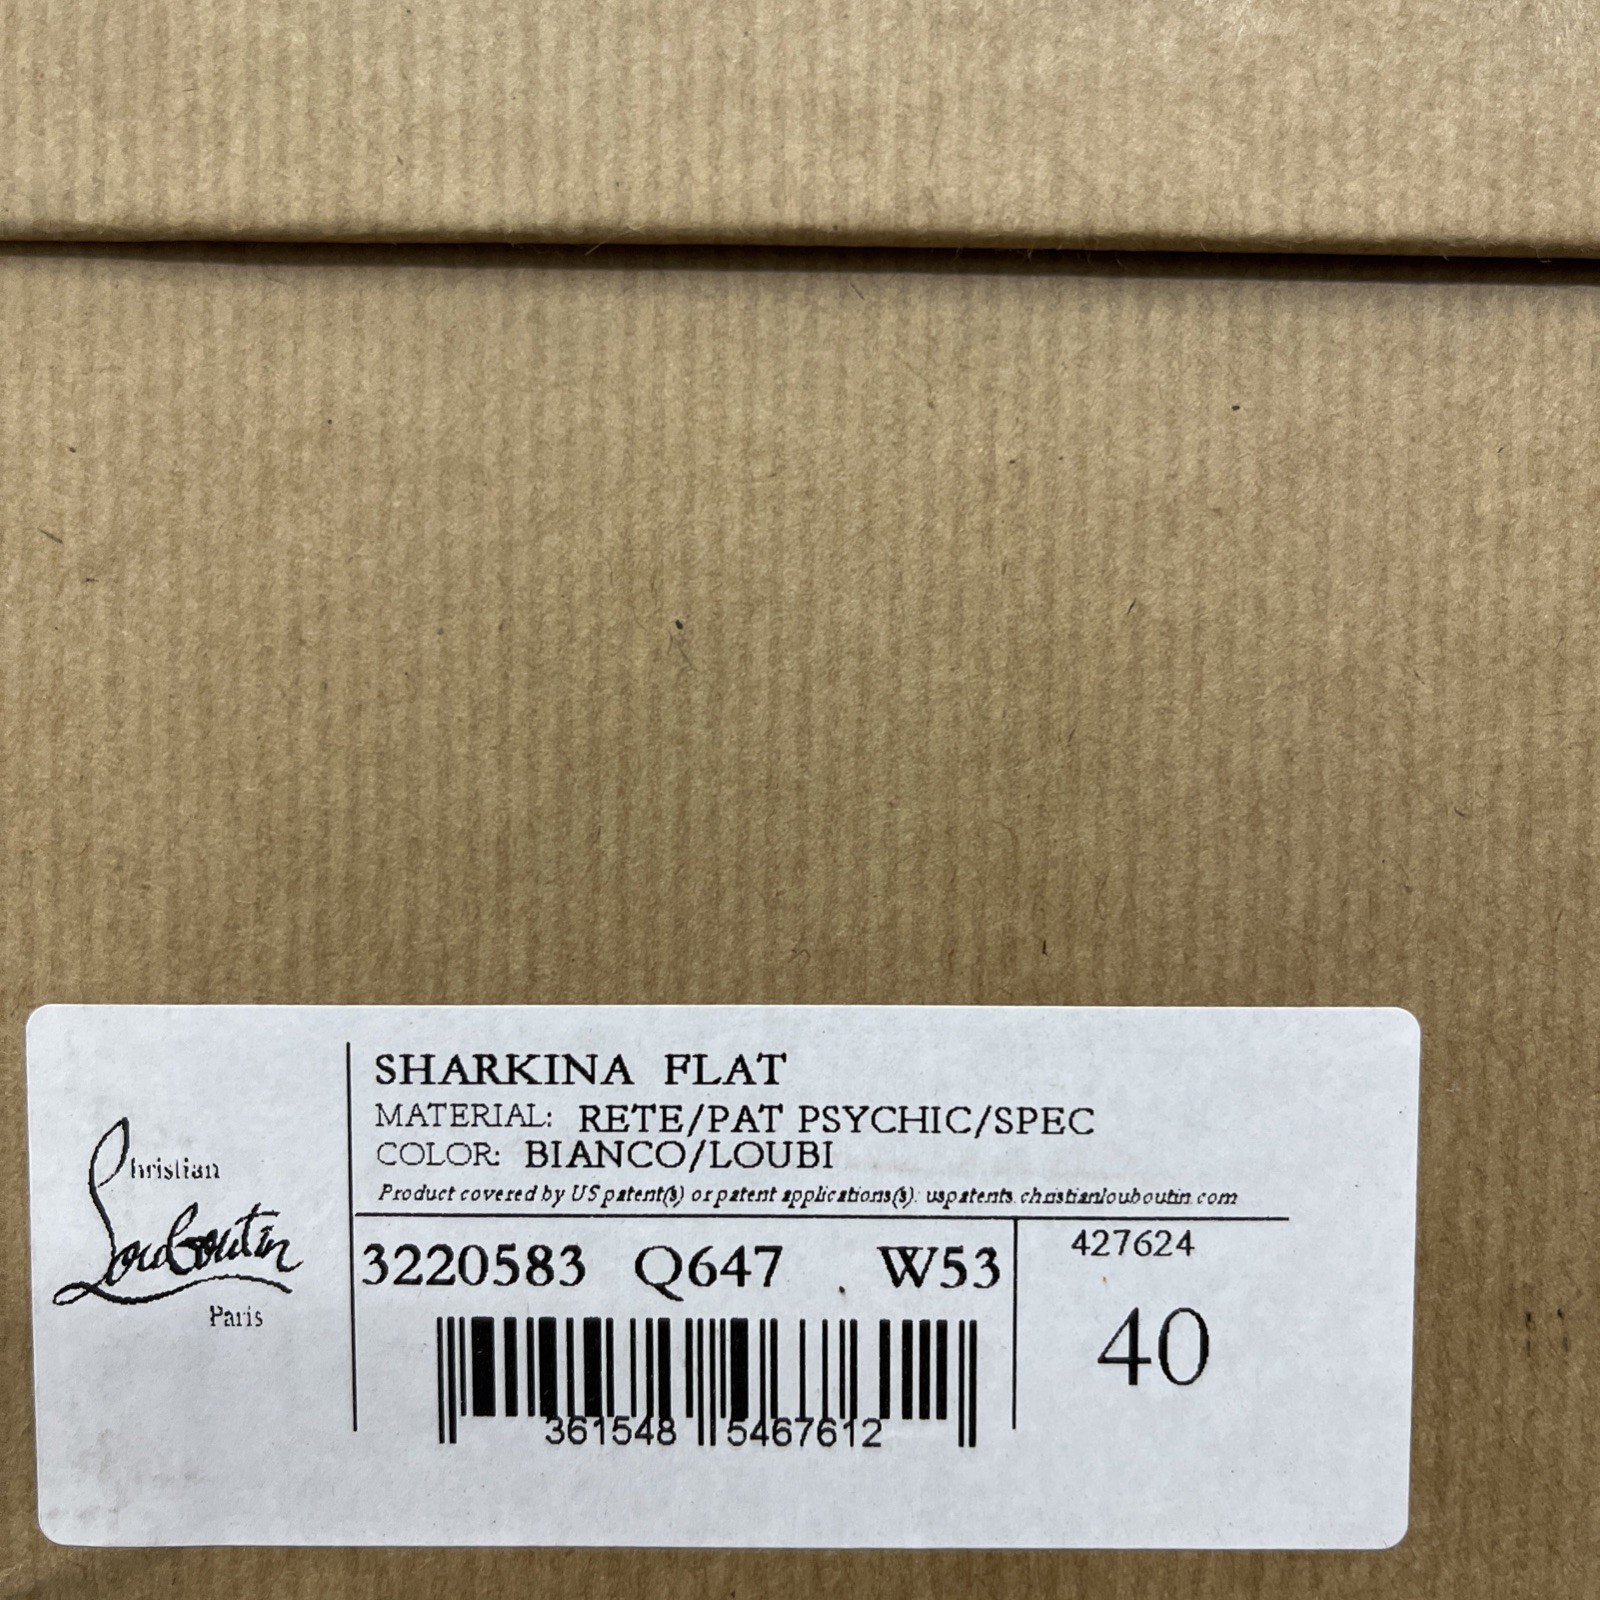 Christian
Louboutin
Paris
SHARKINA FLAT
MATERIAL: RETE/PAT PSYCHIC/SPEC
COLOR: BIANCO/LOUBI
Product covered by US patent(s) or patent applications(s): uspatents.christianlouboutin.com
3220583 Q647 W53
427624
40
361548 5467612